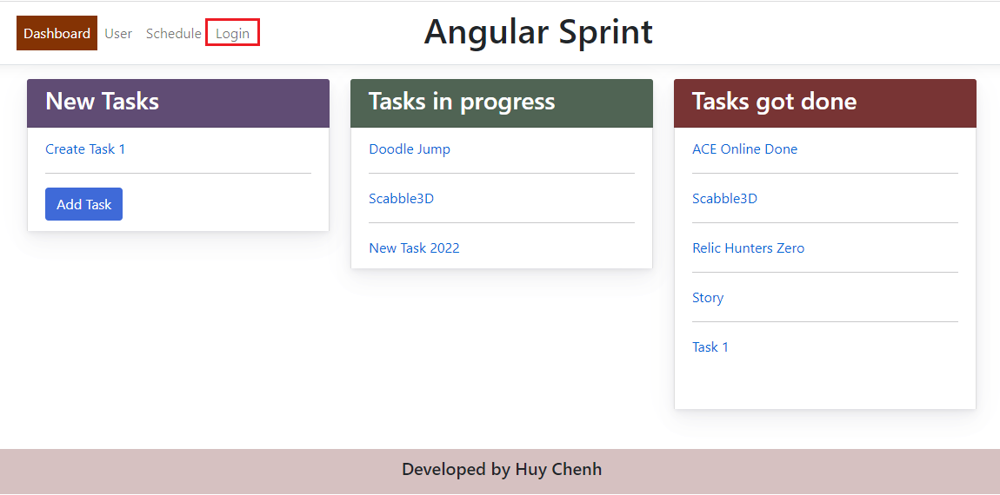 Dashboard User Schedule Login
Angular Sprint
New Tasks
Create Task 1
Add Task
Tasks in progress
Doodle Jump
Scabble3D
New Task 2022
Tasks got done
ACE Online Done
Scabble3D
Relic Hunters Zero
Story
Task 1
Developed by Huy Chenh